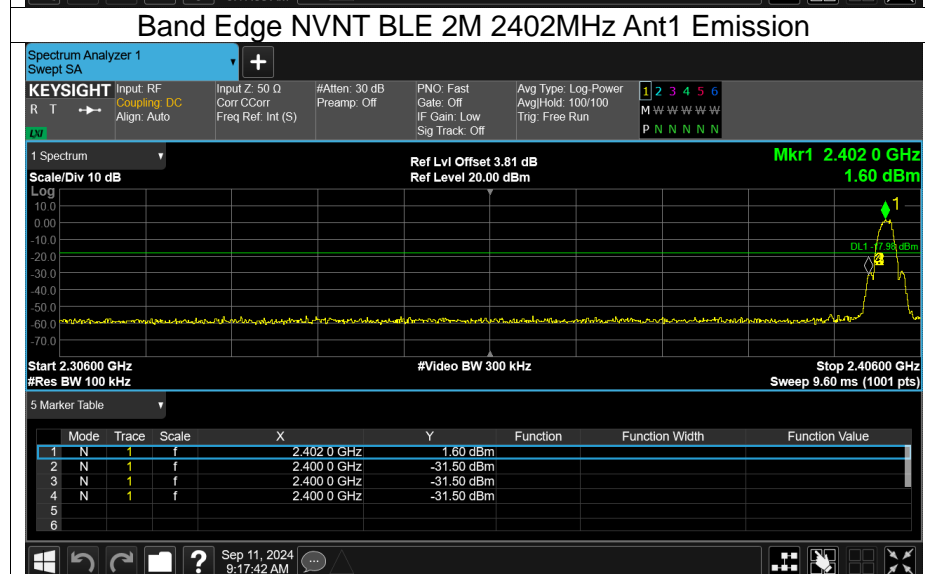 Band Edge NVNT BLE 2M 2402MHz Ant1 Emission
Spectrum Analyzer 1
Swept SA
+
KEYSIGHT
R T
LXI
Input: RF
Coupling: DC
Align: Auto
Input Z: 50 Ω
Corr CCorr
Freq Ref: Int (S)
#Atten: 30 dB
Preamp: Off
PNO: Fast
Gate: Off
IF Gain: Low
Sig Track: Off
Avg Type: Log-Power
Avg|Hold: 100/100
Trig: Free Run
1 2 3 4 5 6
M W W W W W
P N N N N N
1 Spectrum
Scale/Div 10 dB
Ref Lvl Offset 3.81 dB
Ref Level 20.00 dBm
Mkr1 2.402 0 GHz
1.60 dBm
Log
10.0
0.00
-10.0
-20.0
-30.0
-40.0
-50.0
-60.0
-70.0
1
DL1 -17.98 dBm
Start 2.30600 GHz
#Res BW 100 kHz
#Video BW 300 kHz
Stop 2.40600 GHz
Sweep 9.60 ms (1001 pts)
5 Marker Table
Mode Trace Scale X Y Function Function Width Function Value
1 N 1 f 2.402 0 GHz 1.60 dBm
2 N 1 f 2.400 0 GHz -31.50 dBm
3 N 1 f 2.400 0 GHz -31.50 dBm
4 N 1 f 2.400 0 GHz -31.50 dBm
5
6
?
Sep 11, 2024
9:17:42 AM